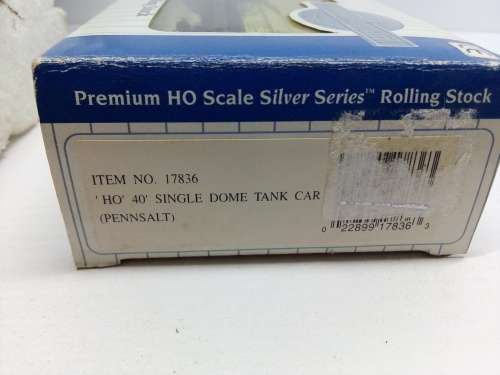 Premium HO Scale Silver Series™ Rolling Stock
ITEM NO. 17836
'HO' 40' SINGLE DOME TANK CAR
(PENNSALT)
0 22899 17836 3